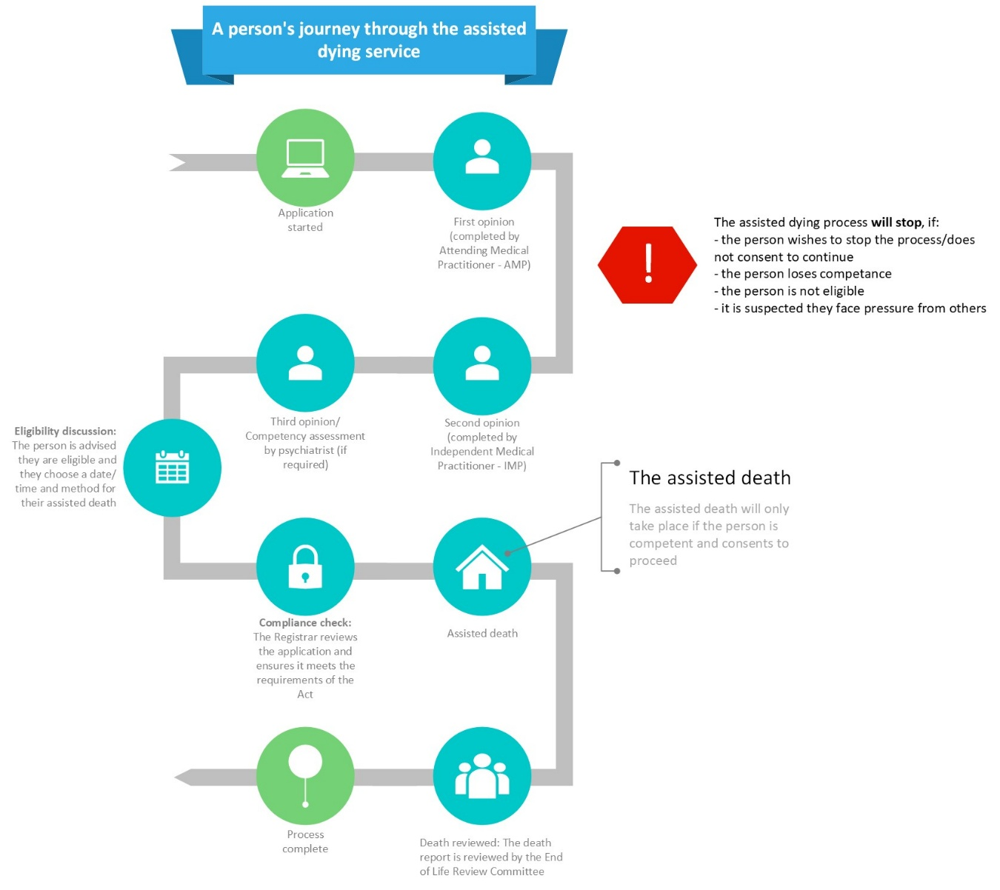 A person's journey through the assisted
dying service
Application
started
First opinion
(completed by
Attending Medical
Practitioner - AMP)
The assisted dying process will stop, if:
- the person wishes to stop the process/does
not consent to continue
- the person loses competance
- the person is not eligible
- it is suspected they face pressure from others
!
Second opinion
(completed by
Independent Medical
Practitioner - IMP)
Third opinion/
Competency assessment
by psychiatrist (if
required)
Eligibility discussion:
The person is advised
they are eligible and
they choose a date/
time and method for
their assisted death
Compliance check:
The Registrar reviews
the application and
ensures it meets the
requirements of the
Act
Assisted death
The assisted death
The assisted death will only
take place if the person is
competent and consents to
proceed
Death reviewed: The death
report is reviewed by the End
of Life Review Committee
Process
complete